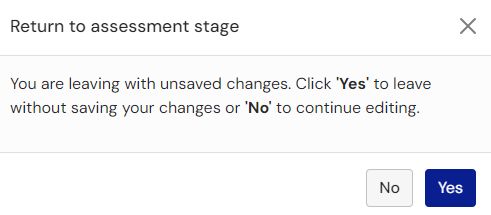 Return to assessment stage
You are leaving with unsaved changes. Click 'Yes' to leave
without saving your changes or 'No' to continue editing.
No
Yes